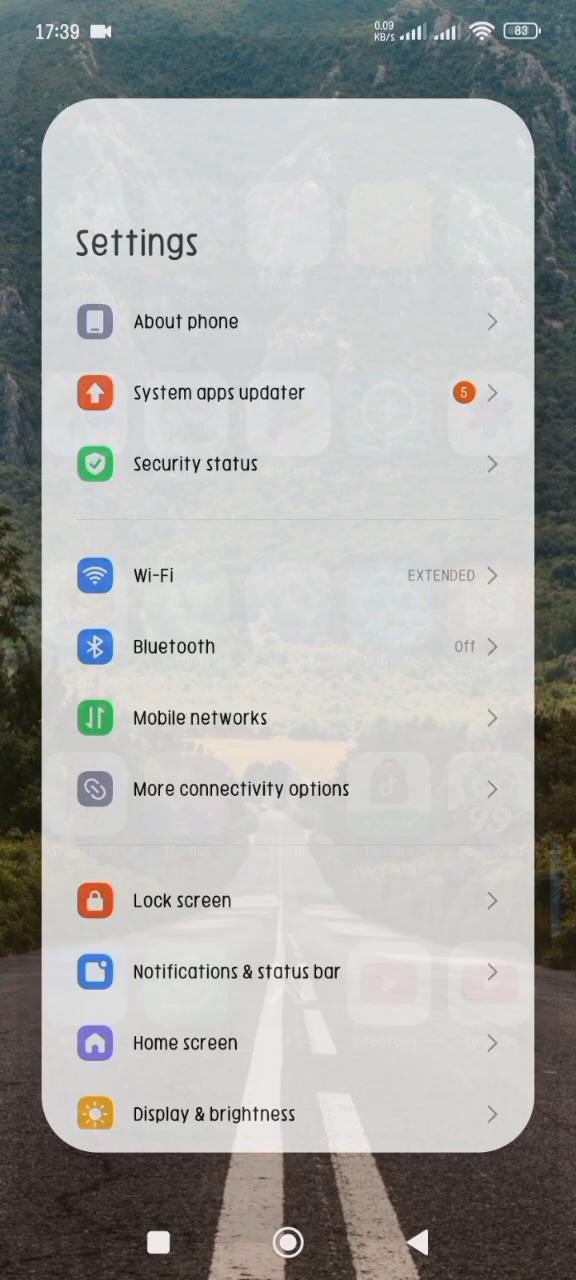 17:39
0.09
KB/s
83
Settings
About phone
System apps updater
5
Security status
Wi-Fi
EXTENDED
Bluetooth
Off
Mobile networks
More connectivity options
Lock screen
Notifications & status bar
Home screen
Display & brightness